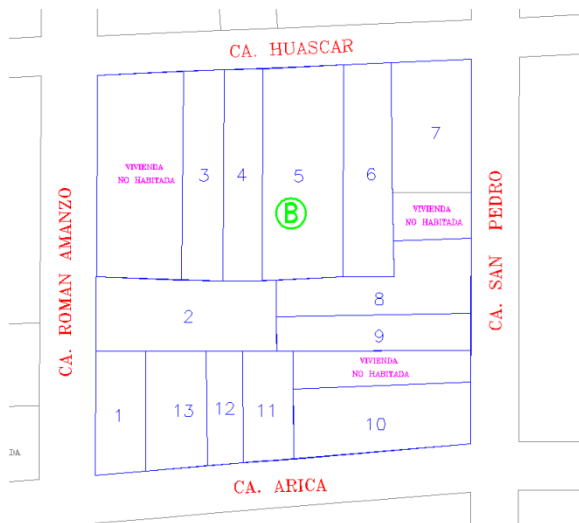 CA. HUASCAR
7
VIVIENDA
NO HABITADA
3
4
5
6
B
VIVIENDA
NO HABITADA
CA. ROMAN AMANZO
CA. SAN PEDRO
8
2
9
VIVIENDA
NO HABITADA
1
13
12
11
10
DA
CA. ARICA